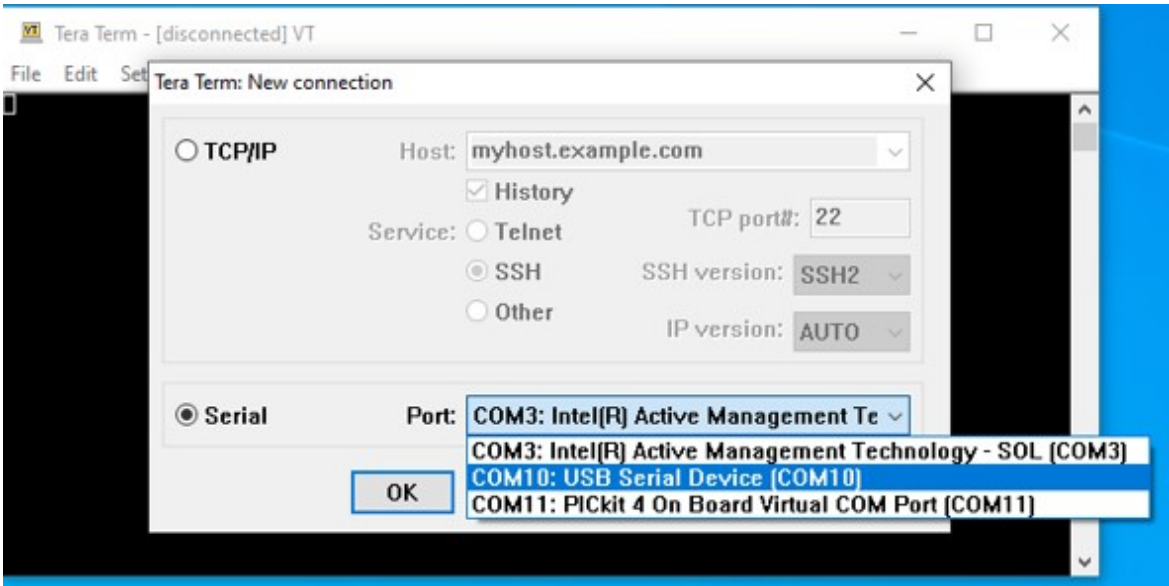 VT Tera Term - [disconnected] VT
File Edit Set
Tera Term: New connection
TCP/IP Host: myhost.example.com
History
Service: Telnet TCP port#: 22
SSH SSH version: SSH2
Other IP version: AUTO
Serial Port: COM3: Intel(R) Active Management Te
COM3: Intel(R) Active Management Technology - SOL (COM3)
COM10: USB Serial Device (COM10)
OK
COM11: PICkit 4 On Board Virtual COM Port (COM11)